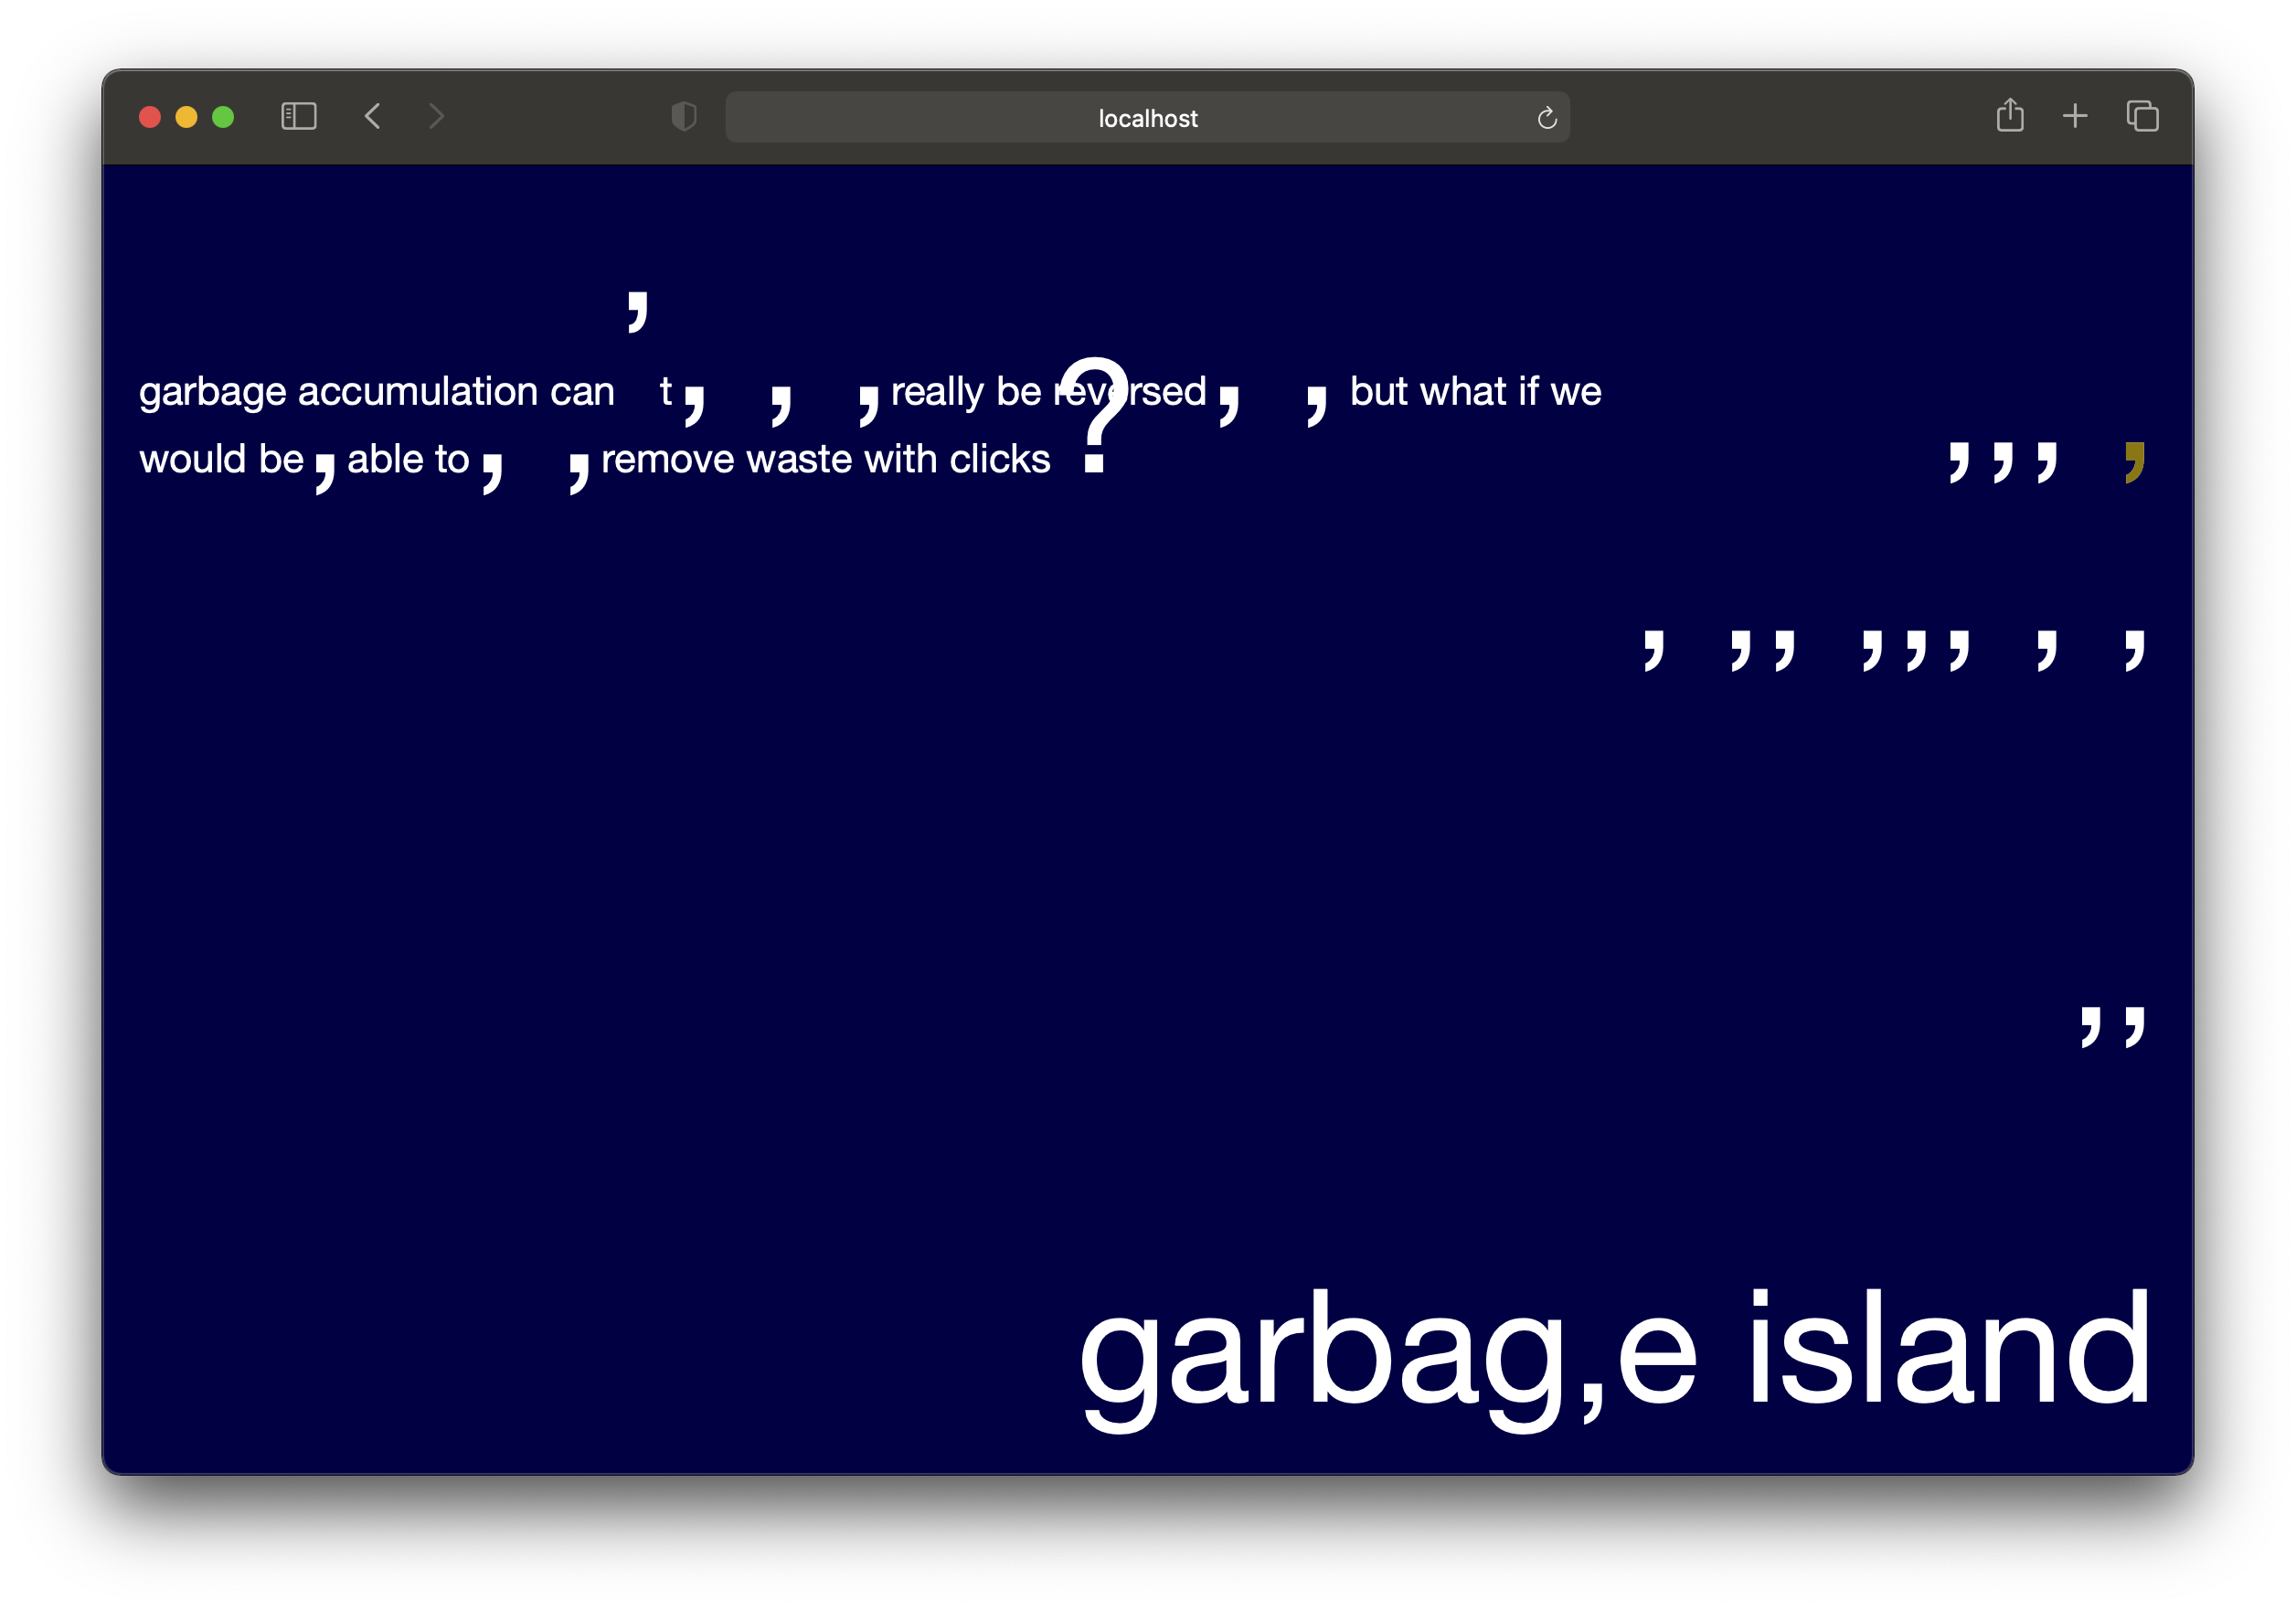 localhost
,
garbage accumulation can t, , ,really be reversed, , but what if we
would be,able to, ,remove waste with clicks?
,,, ,
, ,, ,,, , ,
,,
garbag,e island